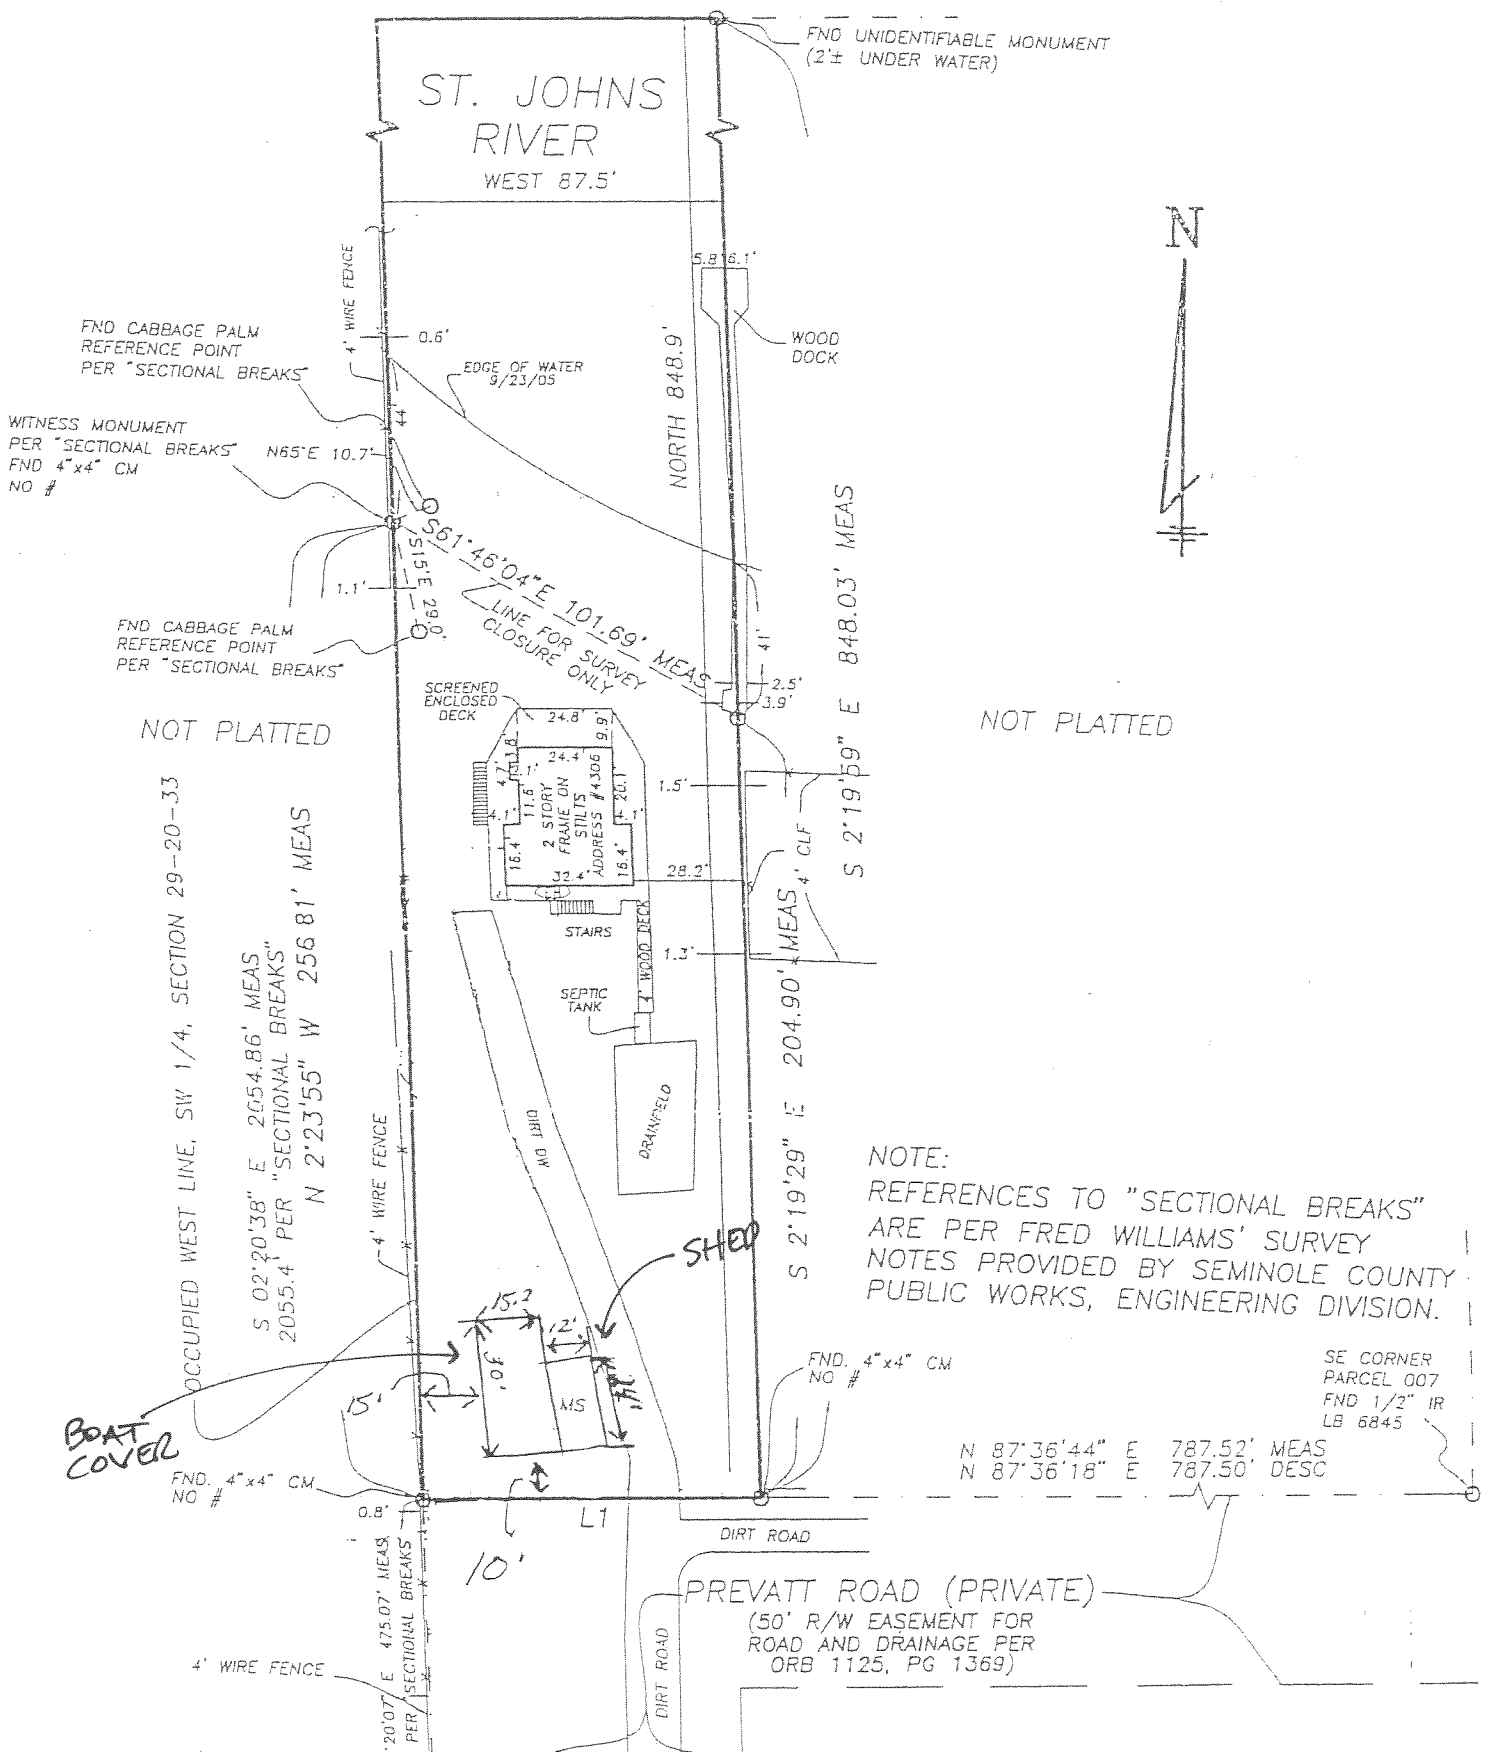 FND UNIDENTIFIABLE MONUMENT
(2'± UNDER WATER)
ST. JOHNS
RIVER
WEST 87.5'
N
4' WIRE FENCE
5.8' 6.1'
WOOD
DOCK
FND CABBAGE PALM
REFERENCE POINT
PER "SECTIONAL BREAKS"
0.6'
EDGE OF WATER
9/23/05
NORTH 848.9'
44'
WITNESS MONUMENT
PER "SECTIONAL BREAKS"
FND 4"x4" CM
NO #
N65°E 10.7'
S61°46'04"E 101.69' MEAS
LINE FOR SURVEY
CLOSURE ONLY
S15°E 29.0'
1.1'
FND CABBAGE PALM
REFERENCE POINT
PER "SECTIONAL BREAKS"
S 2°19'59" E 848.03' MEAS
41'
2.5'
3.9'
NOT PLATTED
NOT PLATTED
SCREENED
ENCLOSED
DECK
24.8'
9.9'
24.4'
4.7'
11.6'
20.1'
4.1'
4.1'
2 STORY
FRAME ON
STILTS
ADDRESS #4306
16.4'
16.4'
32.4'
28.2'
1.5'
4' CLF
STAIRS
4' WOOD DECK
1.3'
SEPTIC
TANK
DRAINFIELD
DIRT DW
OCCUPIED WEST LINE, SW 1/4, SECTION 29-20-33
S 02°20'38" E 2054.86' MEAS
2055.4' PER "SECTIONAL BREAKS"
N 2°23'55" W 256.81' MEAS
4' WIRE FENCE
S 2°19'29" E 204.90' MEAS
NOTE:
REFERENCES TO "SECTIONAL BREAKS"
ARE PER FRED WILLIAMS' SURVEY
NOTES PROVIDED BY SEMINOLE COUNTY
PUBLIC WORKS, ENGINEERING DIVISION.
SHED
15.2
12'
30'
24'
MS
15'
BOAT
COVER
10'
FND. 4"x4" CM
NO #
FND. 4"x4" CM
NO #
SE CORNER
PARCEL 007
FND 1/2" IR
LB 6845
N 87°36'44" E 787.52' MEAS
N 87°36'18" E 787.50' DESC
0.8'
L1
DIRT ROAD
PREVATT ROAD (PRIVATE)
(50' R/W EASEMENT FOR
ROAD AND DRAINAGE PER
ORB 1125, PG 1369)
DIRT ROAD
4' WIRE FENCE
°20'07" E 475.07' MEAS
PER "SECTIONAL BREAKS"